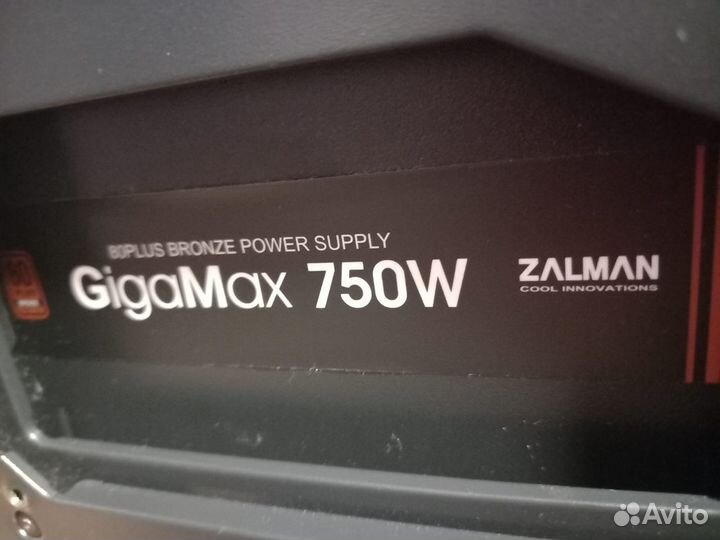 80PLUS BRONZE POWER SUPPLY
GigaMax 750W
ZALMAN
COOL INNOVATIONS
Avito